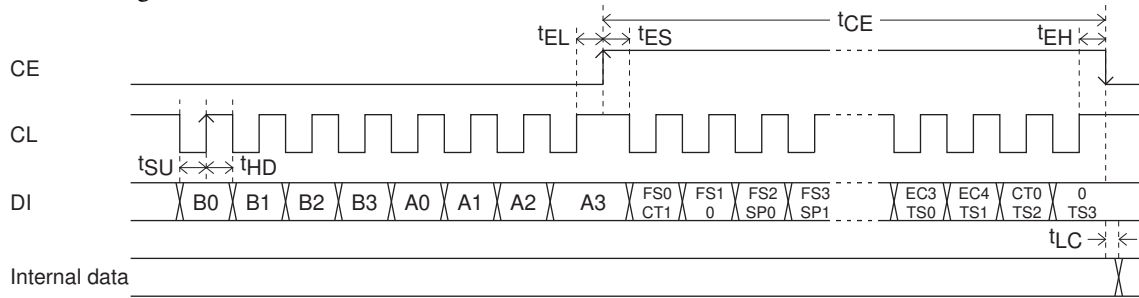 tCE
tEL tES tEH
CE
CL
tSU tHD
DI B0 B1 B2 B3 A0 A1 A2 A3 FS0 FS1 FS2 FS3 EC3 EC4 CT0 0
CT1 0 SP0 SP1 TS0 TS1 TS2 TS3
tLC
Internal data